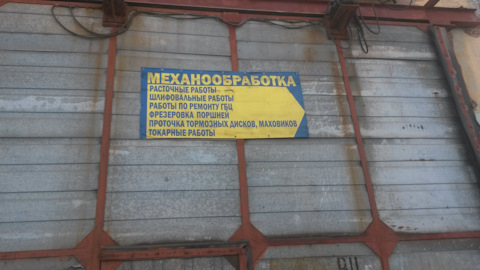 МЕХАНООБРАБОТКА
РАСТОЧНЫЕ РАБОТЫ
ШЛИФОВАЛЬНЫЕ РАБОТЫ
РАБОТЫ ПО РЕМОНТУ ГБЦ
ФРЕЗЕРОВКА ПОРШНЕЙ
ПРОТОЧКА ТОРМОЗНЫХ ДИСКОВ, МАХОВИКОВ
ТОКАРНЫЕ РАБОТЫ